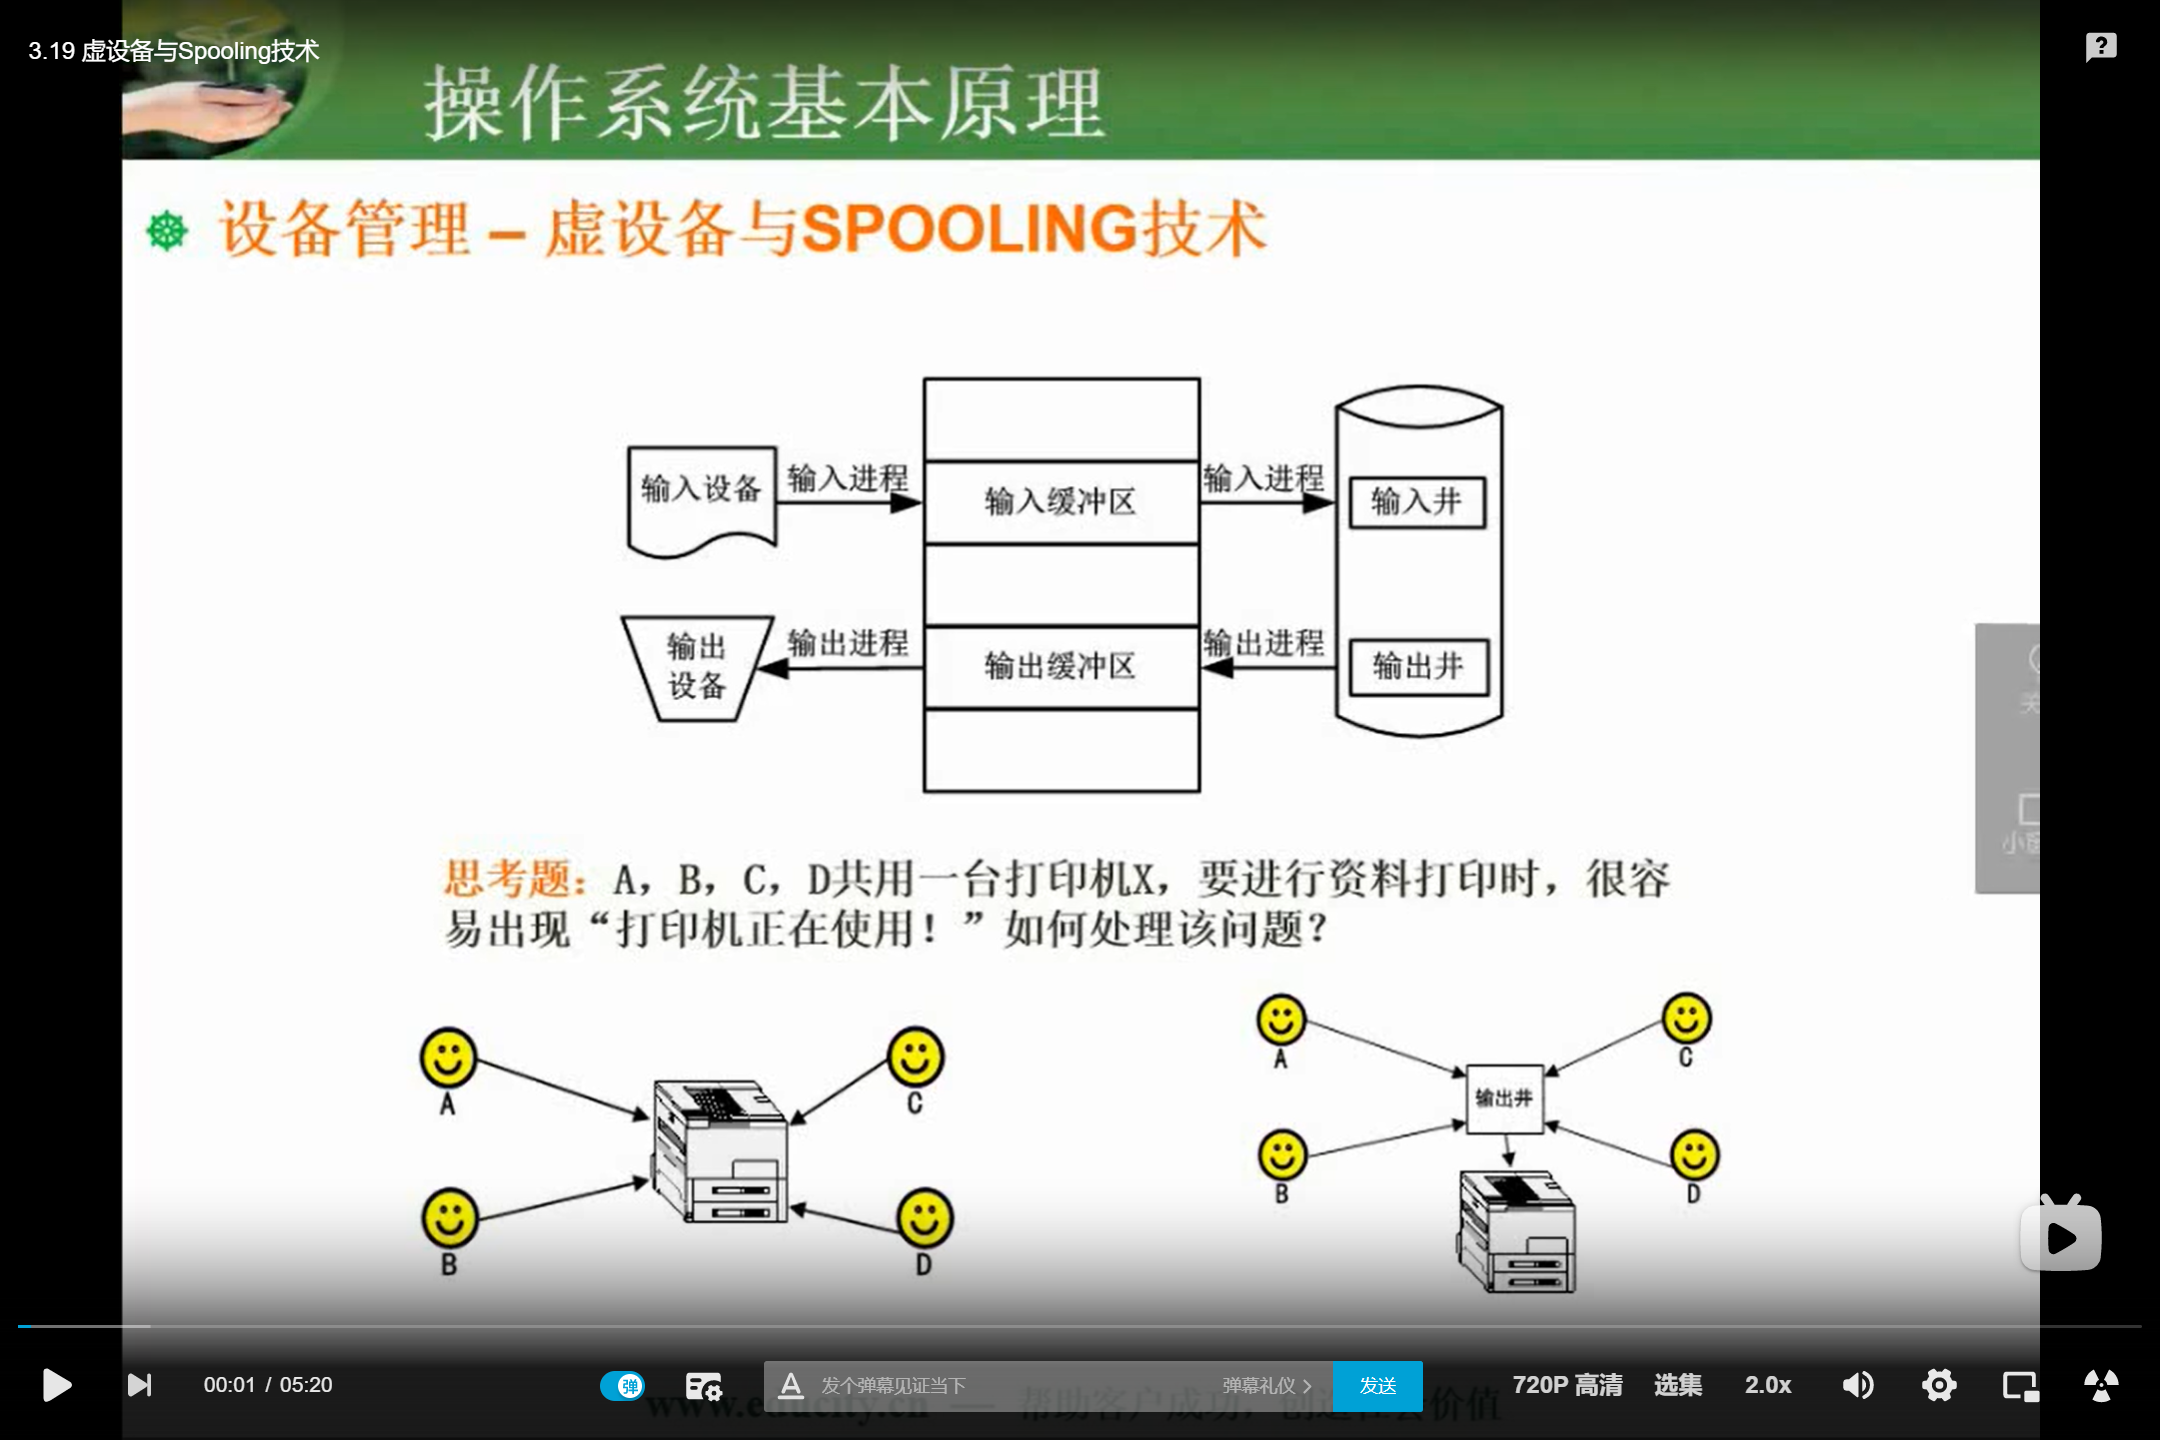 3.19 虚设备与Spooling技术
操作系统基本原理
设备管理 – 虚设备与SPOOLING技术
输入设备
输入进程
输入缓冲区
输入进程
输入井
输出
设备
输出进程
输出缓冲区
输出进程
输出井
思考题：A，B，C，D共用一台打印机X，要进行资料打印时，很容
易出现“打印机正在使用！”如何处理该问题？
A
C
B
D
A
C
输出井
B
D
小窗
00:01 / 05:20
弹
发个弹幕见证当下
弹幕礼仪
发送
720P 高清
选集
2.0x
www.educity.cn — 帮助客户成功，创造社会价值